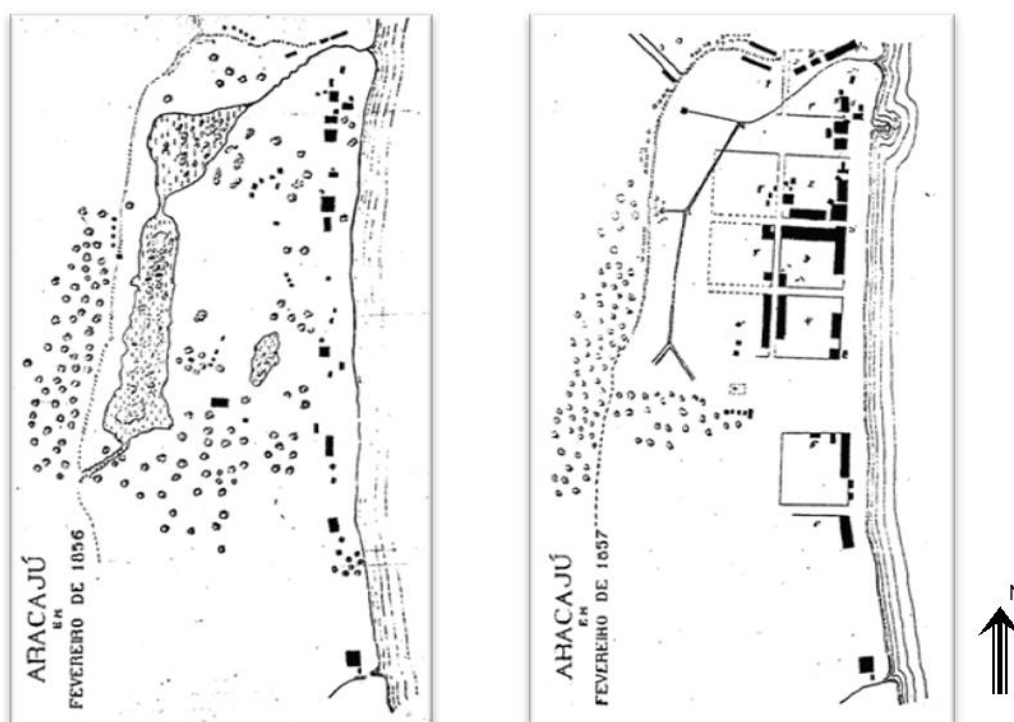 ARACAJÚ
EM
FEVEREIRO DE 1856
ARACAJÚ
EM
FEVEREIRO DE 1857